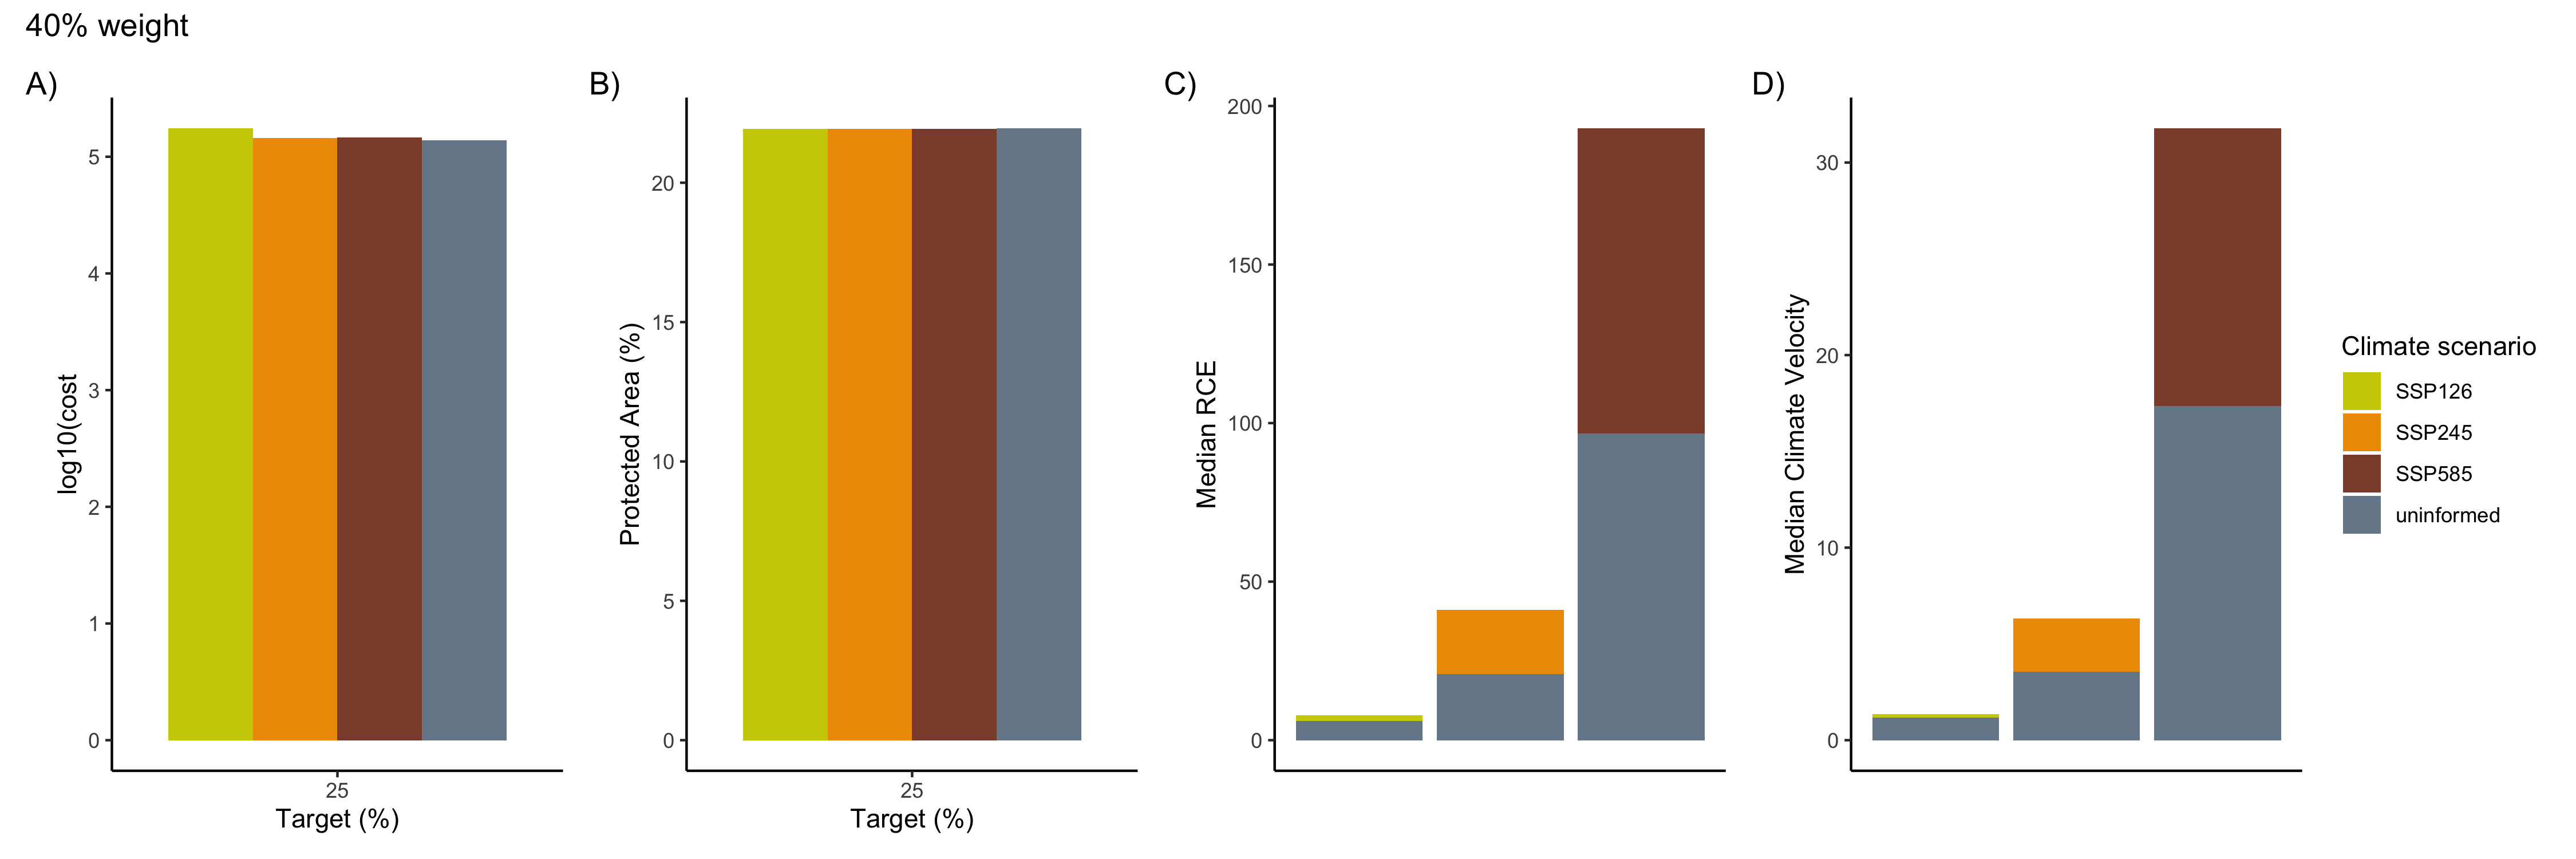 40% weight
A)
log10(cost
5
4
3
2
1
0
25
Target (%)
B)
Protected Area (%)
20
15
10
5
0
25
Target (%)
C)
Median RCE
200
150
100
50
0
D)
Median Climate Velocity
30
20
10
0
Climate scenario
SSP126
SSP245
SSP585
uninformed